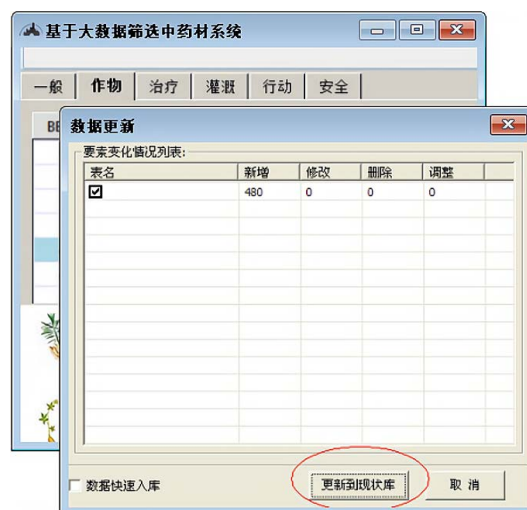 基于大数据筛选中药材系统
一般 作物 治疗 灌溉 行动 安全
数据更新
要素变化情况列表:
表名 新增 修改 删除 调整
480 0 0 0
数据快速入库 更新到现状库 取消